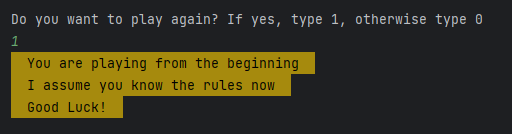 Do you want to play again? If yes, type 1, otherwise type 0
1
You are playing from the beginning
I assume you know the rules now
Good Luck!